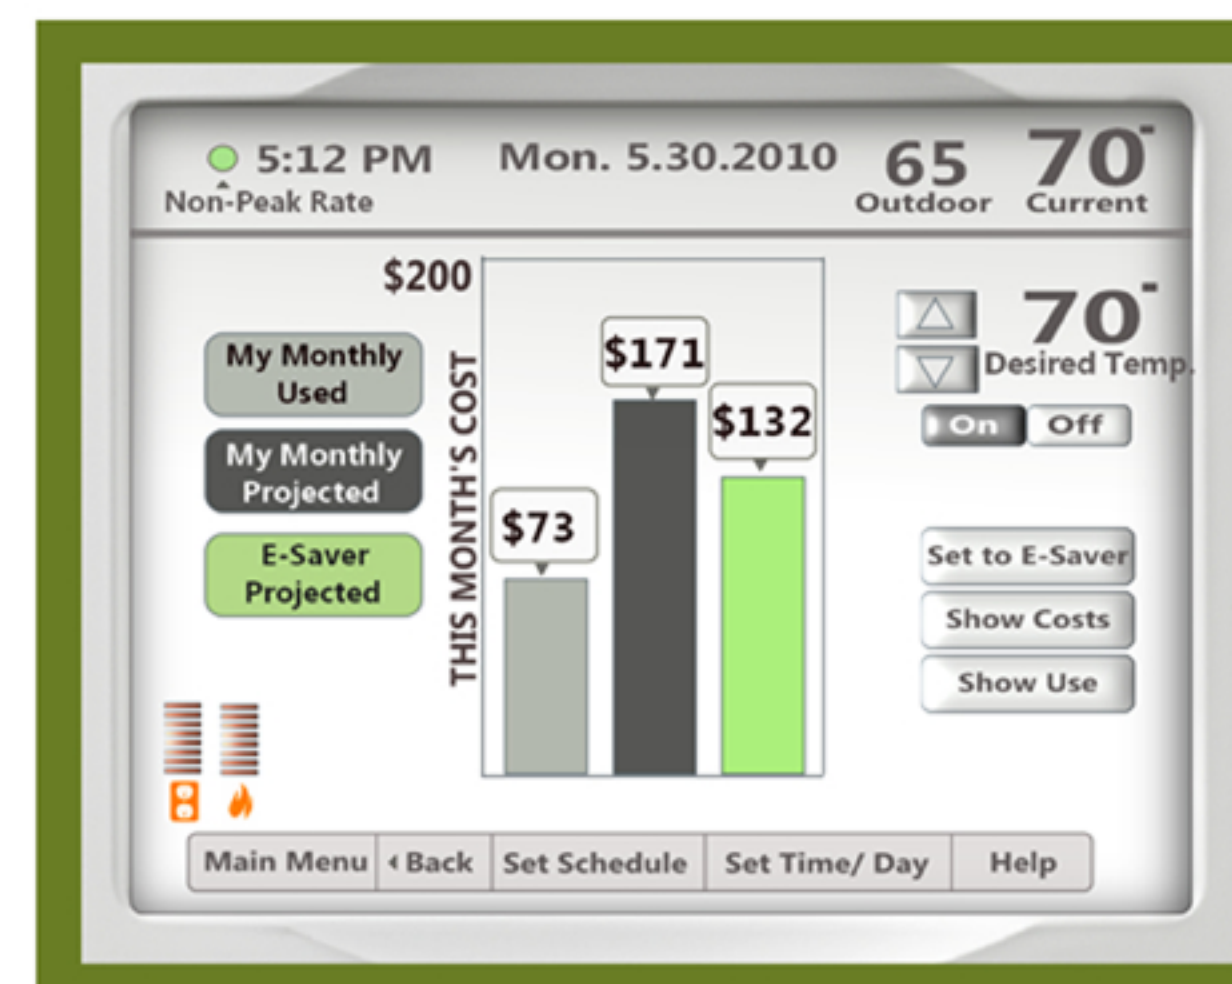 5:12 PM
Mon. 5.30.2010
65
70
Non-Peak Rate
Outdoor
Current
$200
THIS MONTH'S COST
My Monthly
Used
My Monthly
Projected
E-Saver
Projected
$73
$171
$132
70
Desired Temp.
On
Off
Set to E-Saver
Show Costs
Show Use
Main Menu
Back
Set Schedule
Set Time/ Day
Help